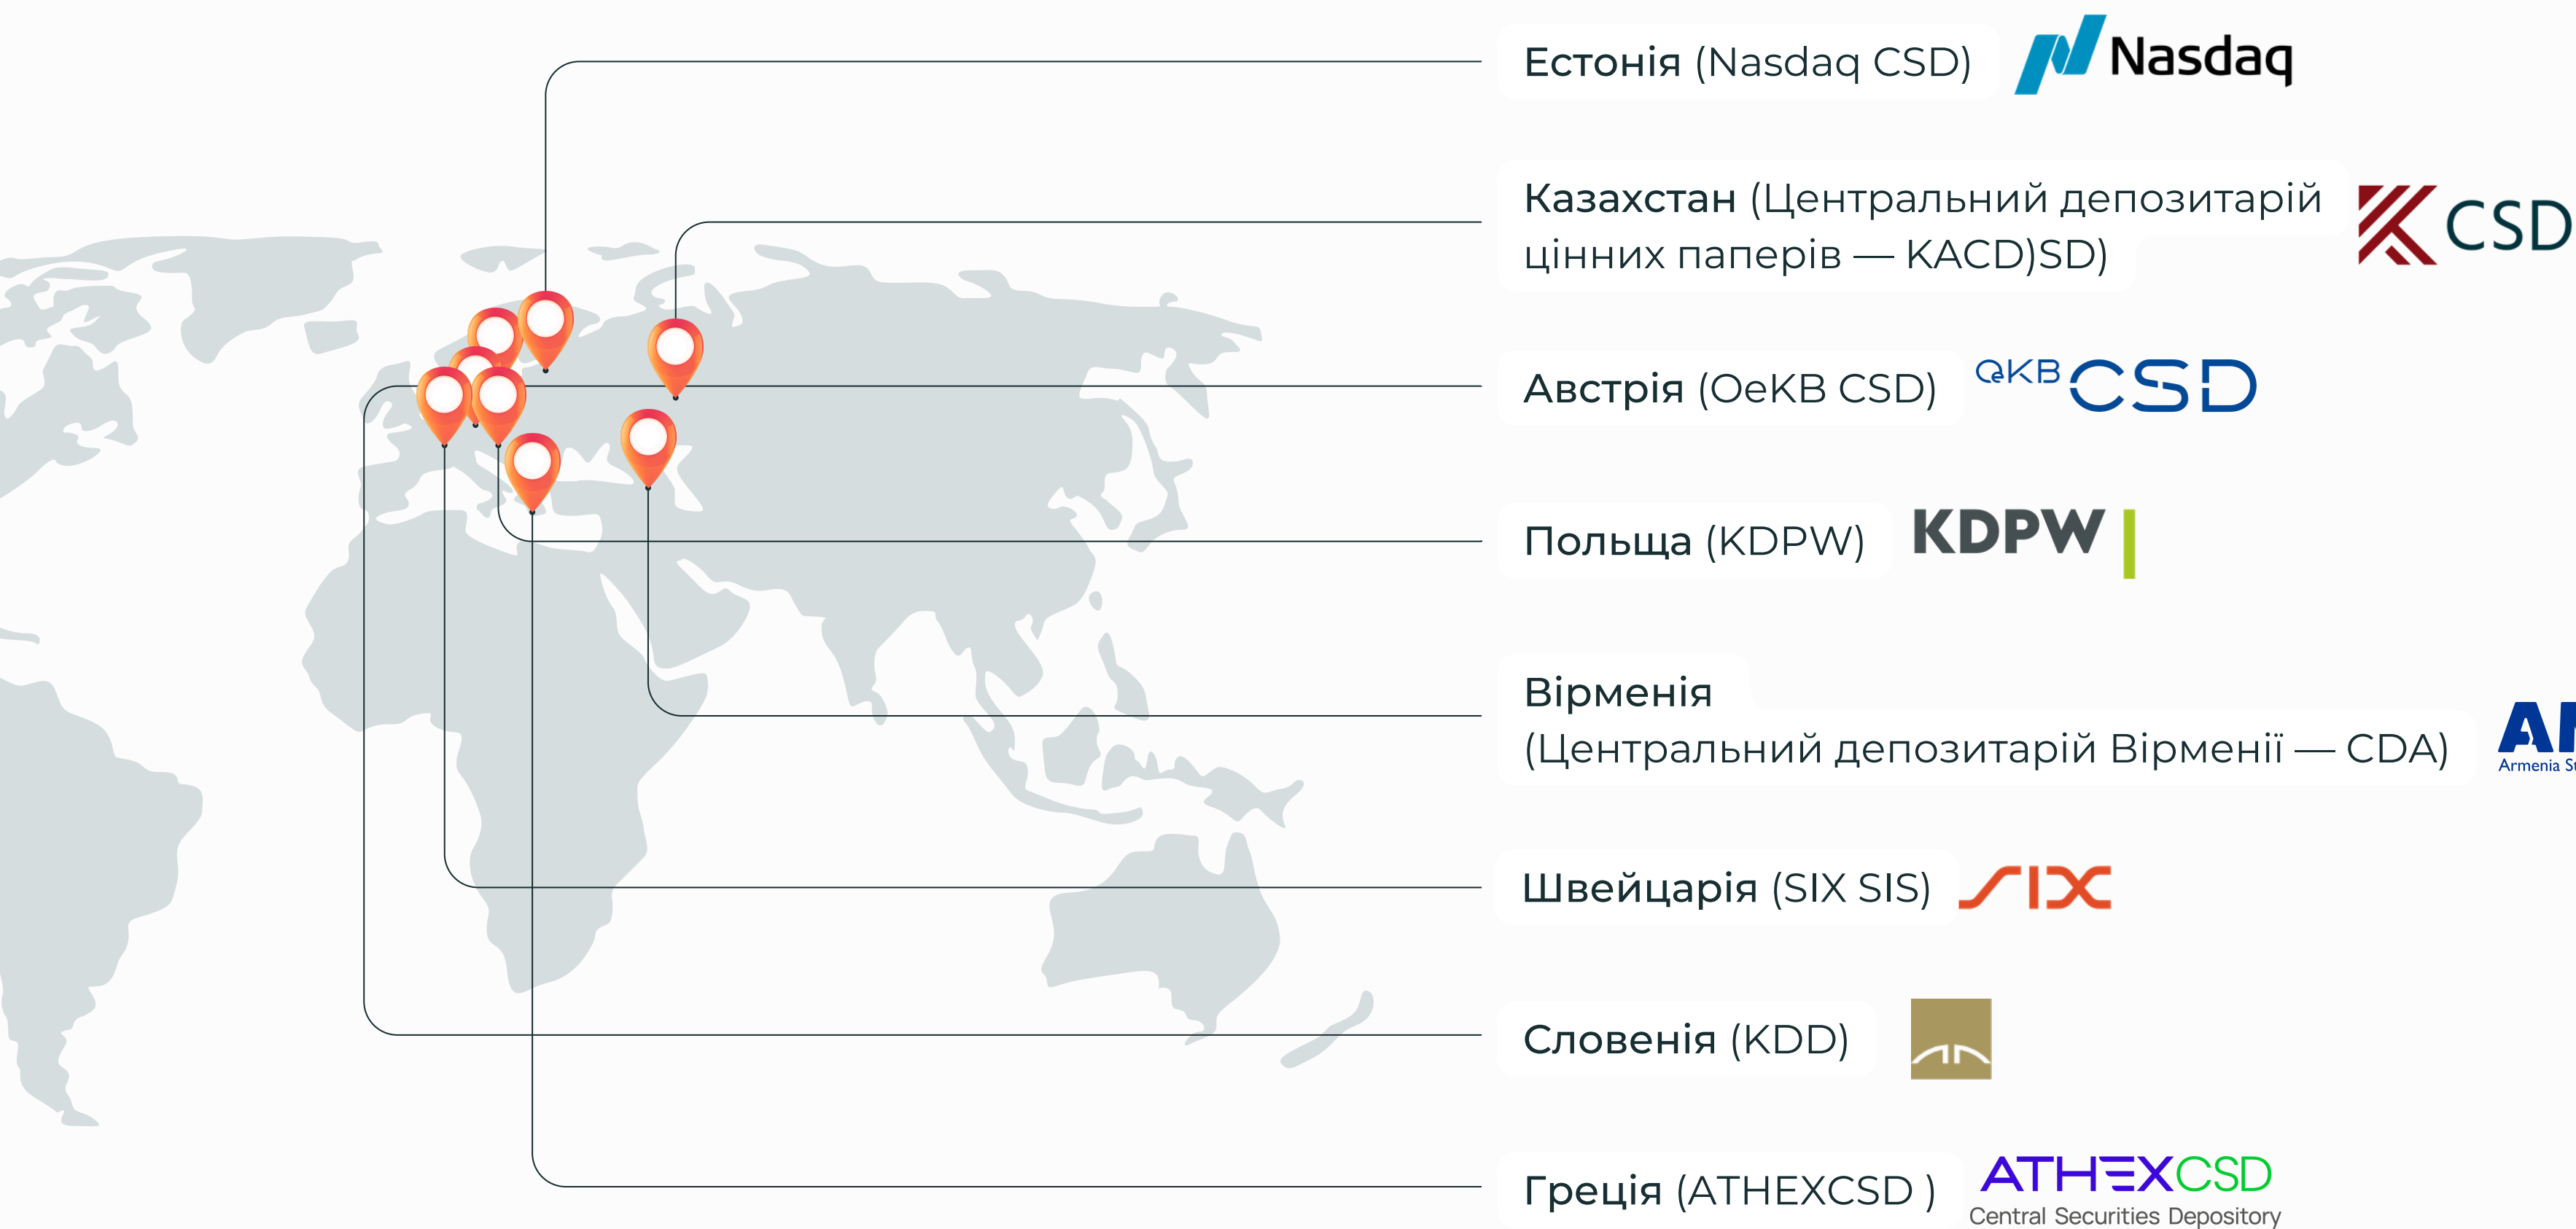 Естонія (Nasdaq CSD) Nasdaq
Казахстан (Центральний депозитарій
цінних паперів — KACD)SD) CSD
Австрія (OeKB CSD) OeKB CSD
Польща (KDPW) KDPW
Вірменія
(Центральний депозитарій Вірменії — CDA)
Armenia
Швейцарія (SIX SIS) SIX
Словенія (KDD)
Греція (ATHEXCSD ) ATHEXCSD
Central Securities Depository